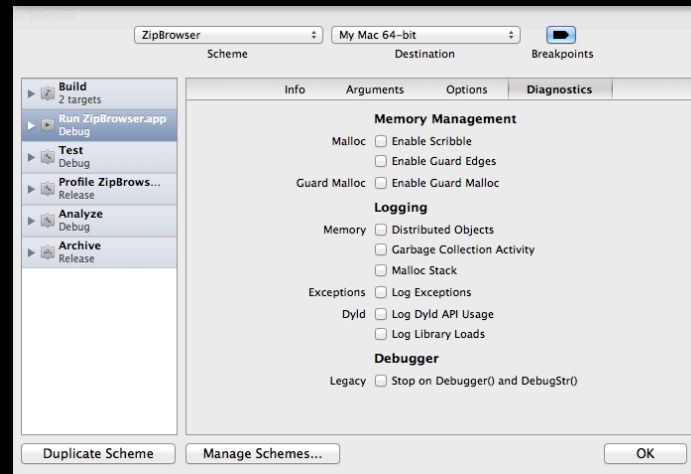 ZipBrowser
My Mac 64-bit
Scheme
Destination
Breakpoints
Build
2 targets
Run ZipBrowser.app
Debug
Test
Debug
Profile ZipBrows...
Release
Analyze
Debug
Archive
Release
Info
Arguments
Options
Diagnostics
Memory Management
Malloc Enable Scribble
Enable Guard Edges
Guard Malloc Enable Guard Malloc
Logging
Memory Distributed Objects
Garbage Collection Activity
Malloc Stack
Exceptions Log Exceptions
Dyld Log Dyld API Usage
Log Library Loads
Debugger
Legacy Stop on Debugger() and DebugStr()
Duplicate Scheme
Manage Schemes...
OK